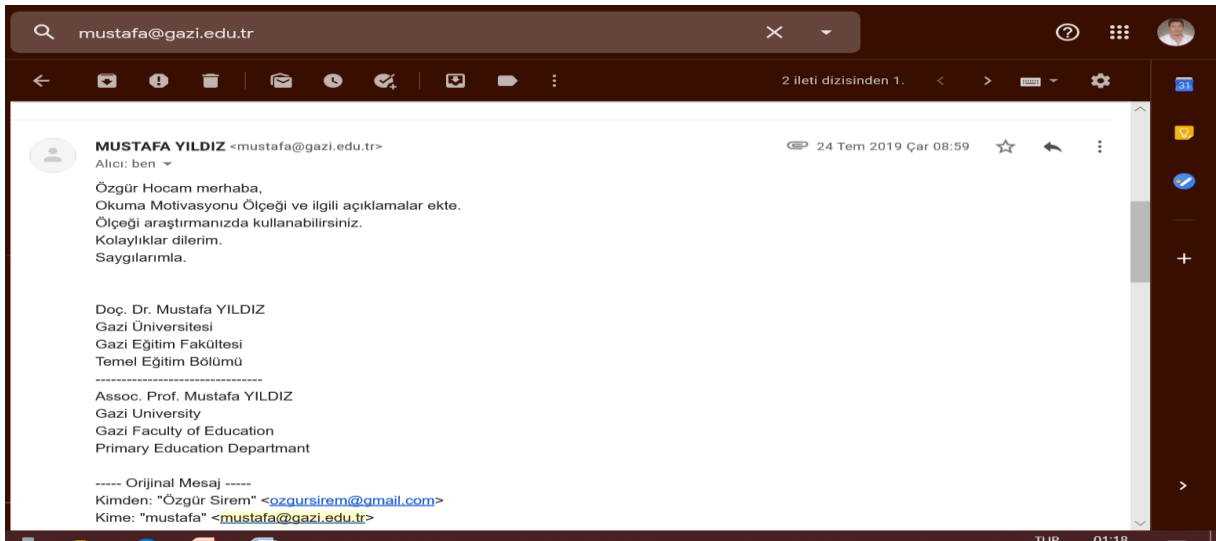 mustafa@gazi.edu.tr
2 ileti dizisinden 1.
31
MUSTAFA YILDIZ <mustafa@gazi.edu.tr>
24 Tem 2019 Çar 08:59
Alıcı: ben
Özgür Hocam merhaba,
Okuma Motivasyonu Ölçeği ve ilgili açıklamalar ekte.
Ölçeği araştırmanızda kullanabilirsiniz.
Kolaylıklar dilerim.
Saygılarımla.
Doç. Dr. Mustafa YILDIZ
Gazi Üniversitesi
Gazi Eğitim Fakültesi
Temel Eğitim Bölümü
--------------------------------
Assoc. Prof. Mustafa YILDIZ
Gazi University
Gazi Faculty of Education
Primary Education Departmant
----- Orijinal Mesaj -----
Kimden: "Özgür Sirem" <ozgursirem@gmail.com>
Kime: "mustafa" <mustafa@gazi.edu.tr>
TUR 01:18